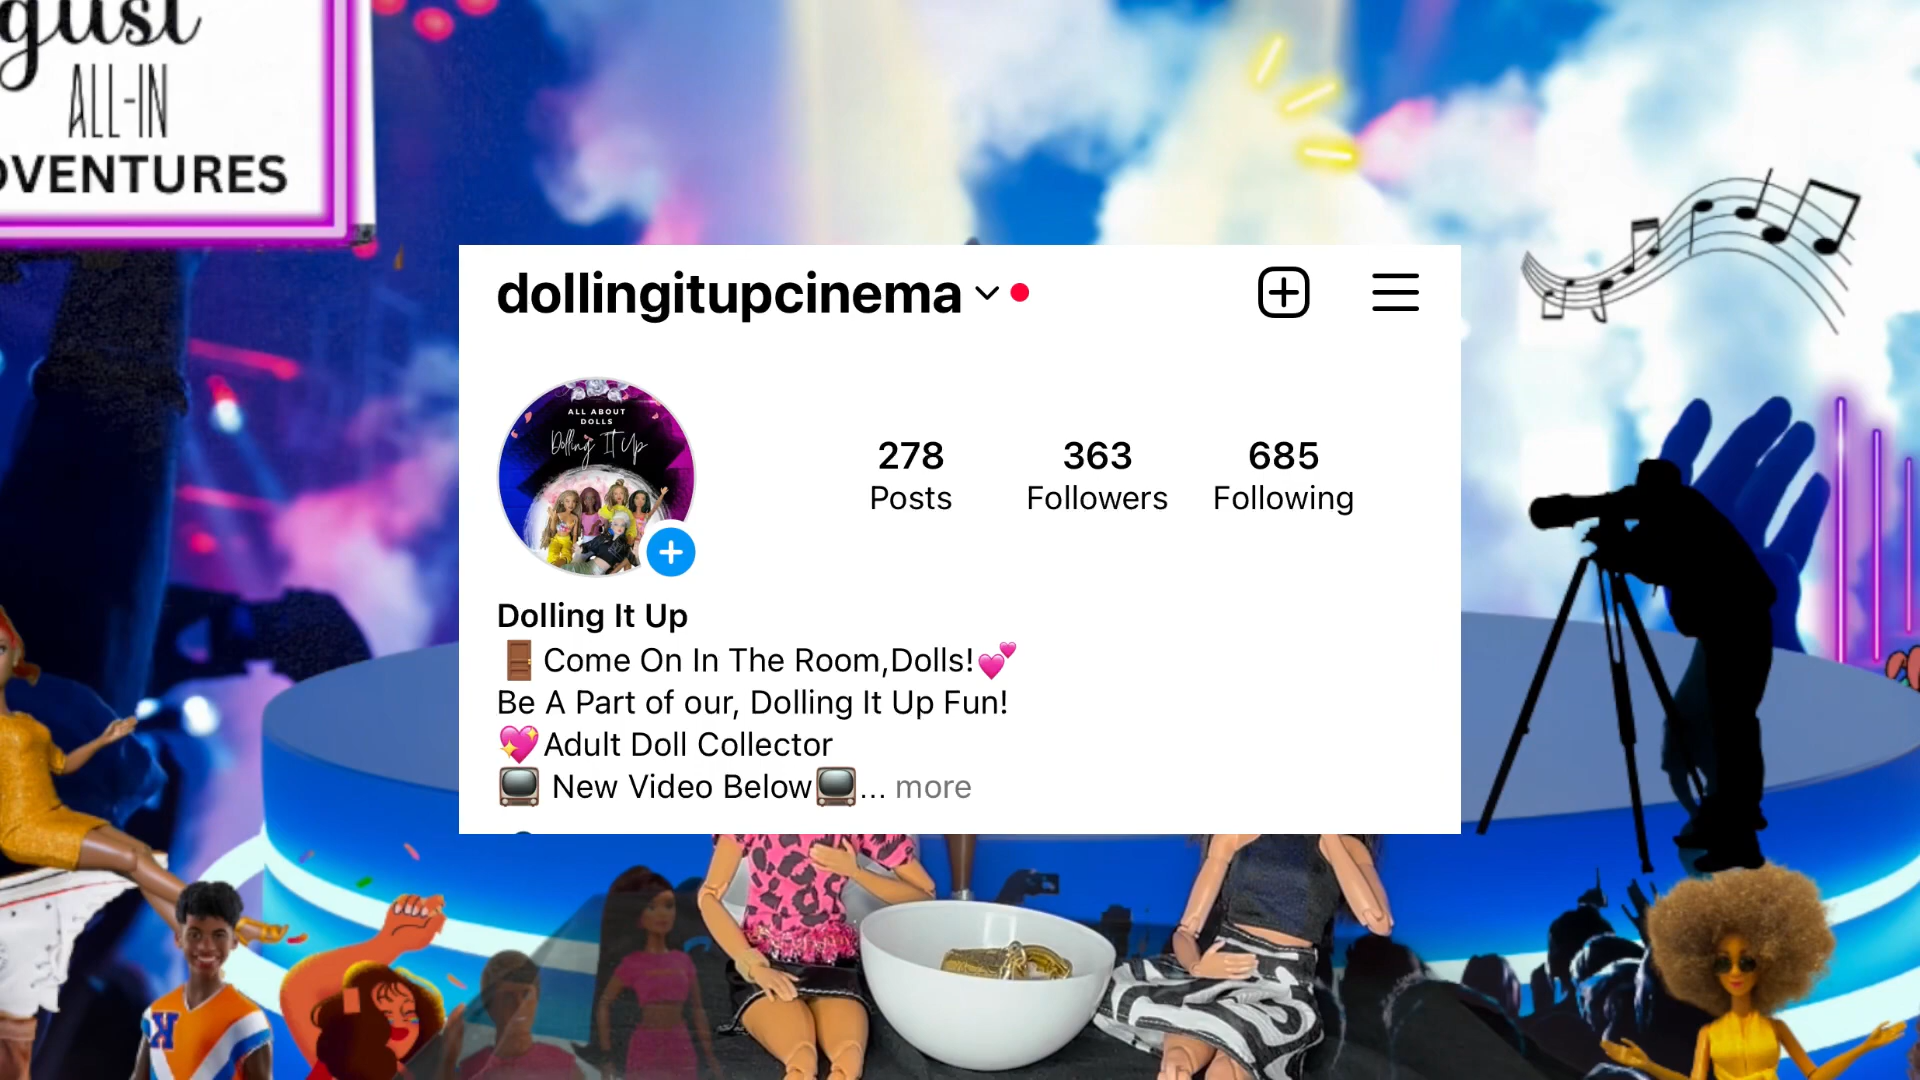 gust
ALL-IN
DVENTURES
dollingitupcinema
ALL ABOUT
DOLLS
Dolling It Up
278
Posts
363
Followers
685
Following
Dolling It Up
🚪Come On In The Room,Dolls!💕
Be A Part of our, Dolling It Up Fun!
💖Adult Doll Collector
📺 New Video Below📺... more
K